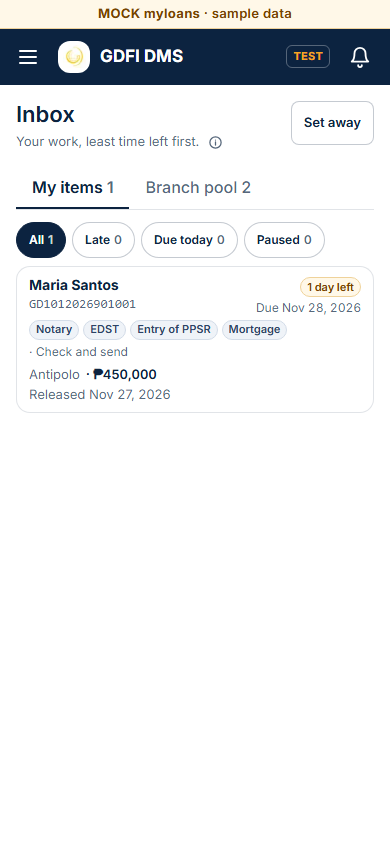 MOCK myloans · sample data
GDFI DMS
TEST
Inbox
Set away
Your work, least time left first.
My items 1
Branch pool 2
All 1
Late 0
Due today 0
Paused 0
Maria Santos
1 day left
GD1012026901001
Due Nov 28, 2026
Notary
EDST
Entry of PPSR
Mortgage
· Check and send
Antipolo · ₱450,000
Released Nov 27, 2026